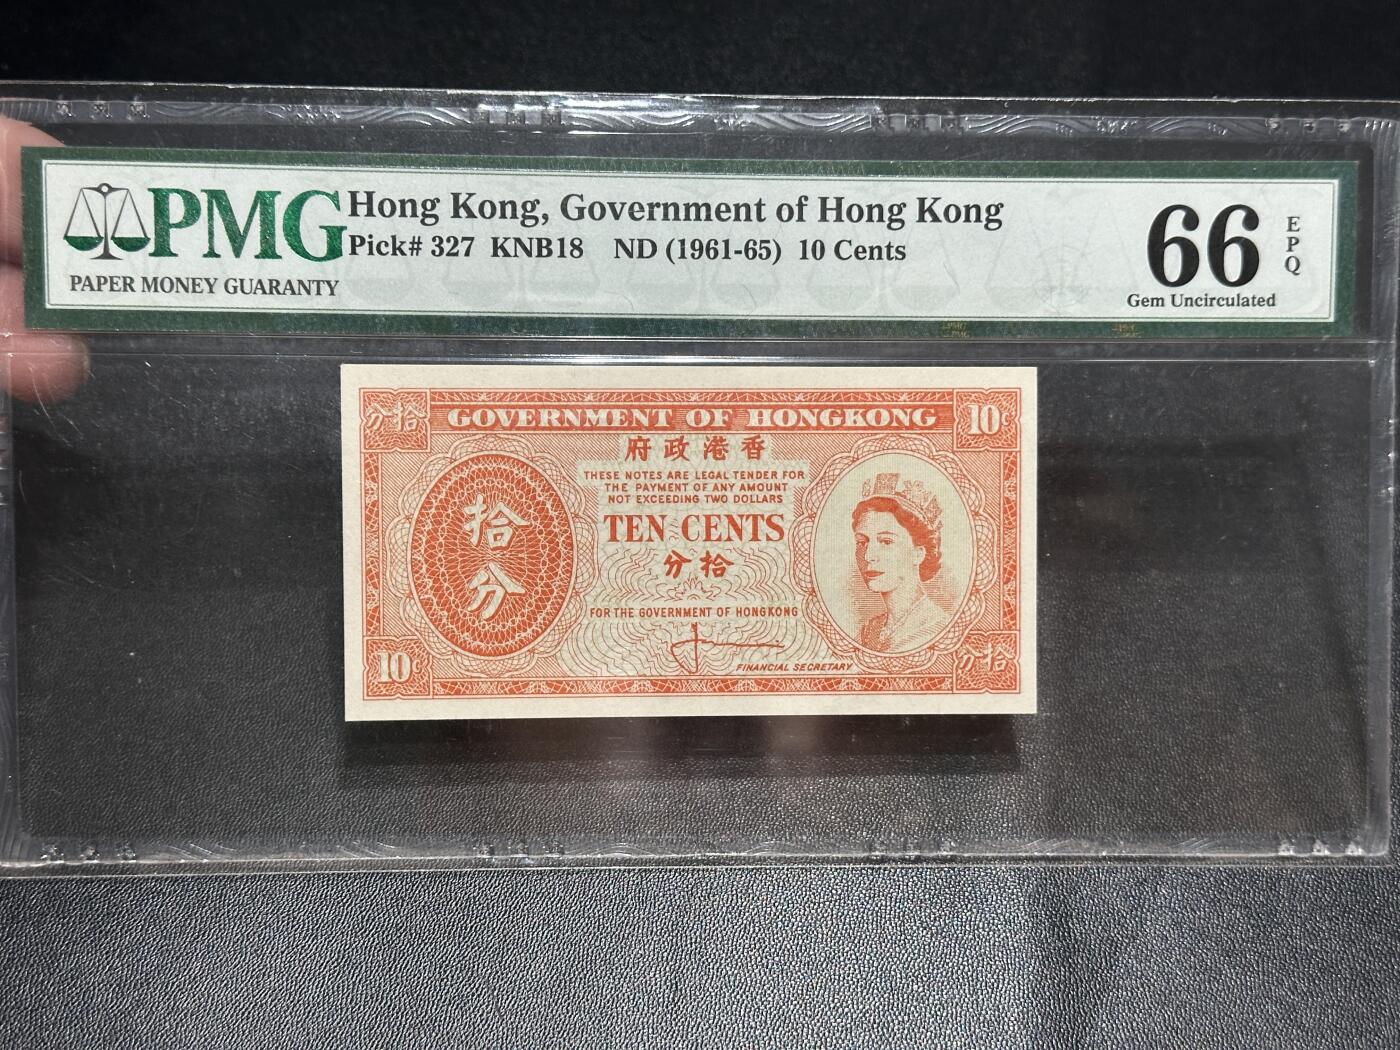 PMG
PAPER MONEY GUARANTY
Hong Kong, Government of Hong Kong
Pick# 327 KNB18 ND (1961-65) 10 Cents
66
EPQ
Gem Uncirculated
分拾
GOVERNMENT OF HONGKONG
10¢
府政港香
THESE NOTES ARE LEGAL TENDER FOR
THE PAYMENT OF ANY AMOUNT
NOT EXCEEDING TWO DOLLARS
拾
分
TEN CENTS
分拾
FOR THE GOVERNMENT OF HONGKONG
FINANCIAL SECRETARY
10¢
分拾